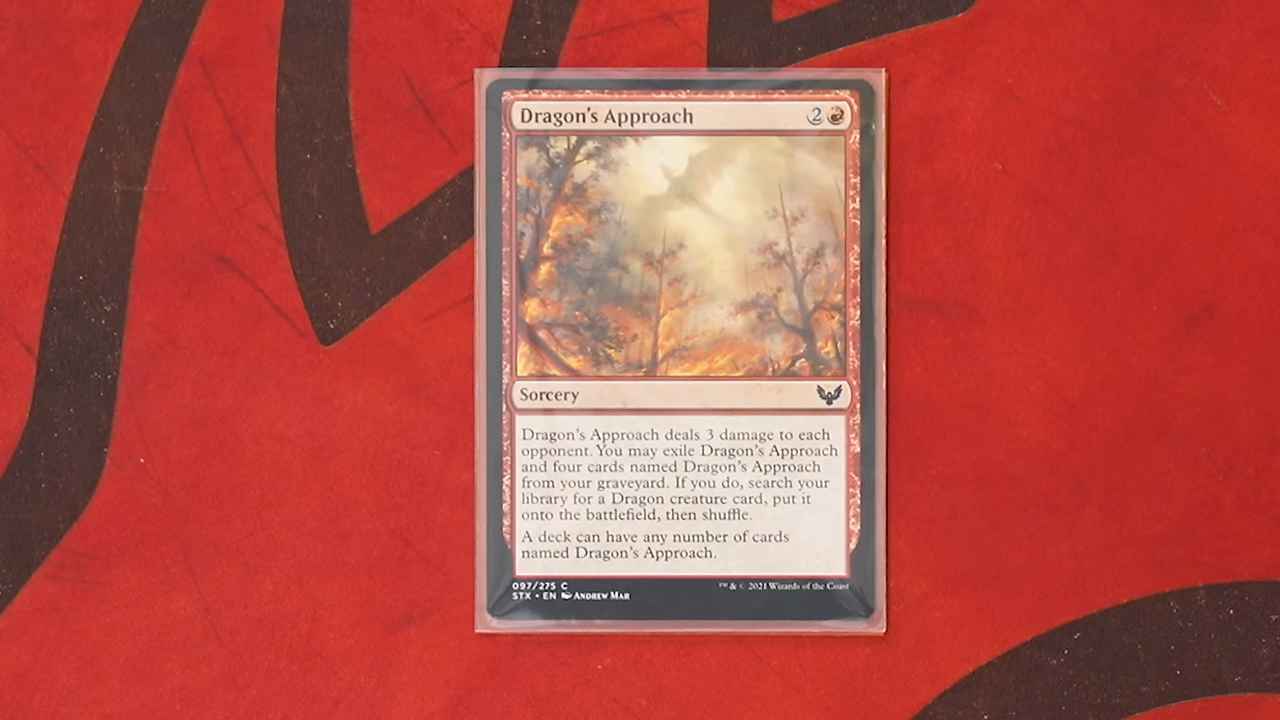 Dragon's Approach 2
Sorcery
Dragon's Approach deals 3 damage to each
opponent. You may exile Dragon's Approach
and four cards named Dragon's Approach
from your graveyard. If you do, search your
library for a Dragon creature card, put it
onto the battlefield, then shuffle.
A deck can have any number of cards
named Dragon's Approach.
097/275 C
™ & © 2021 Wizards of the Coast
STX • EN Andrew Mar